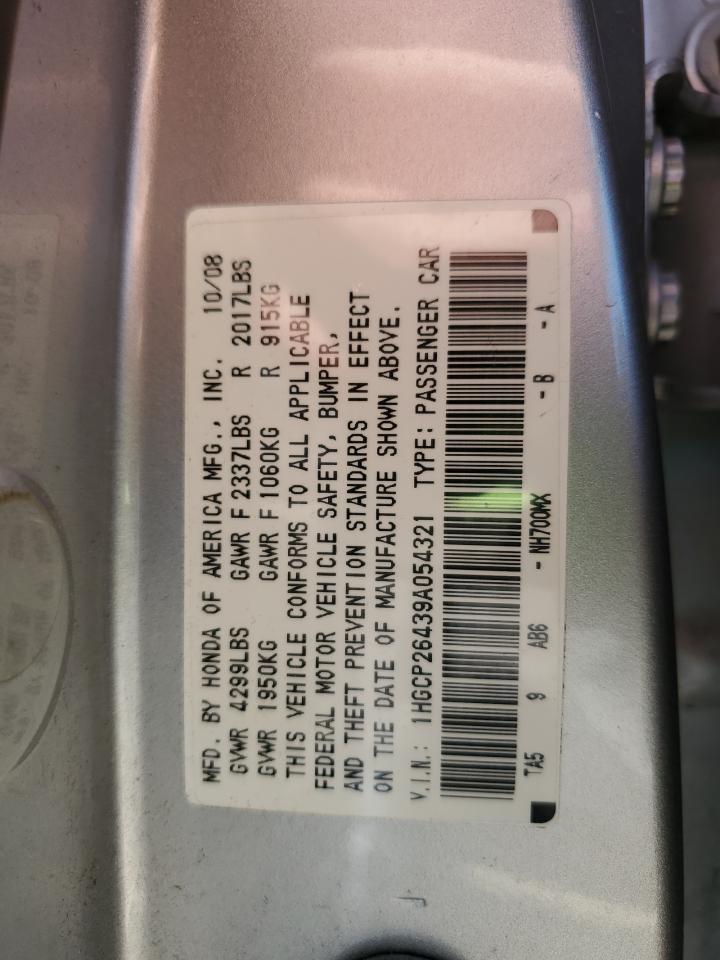 MFD. BY HONDA OF AMERICA MFG., INC. 10/08
GVWR 4299LBS GAWR F 2337LBS R 2017LBS
GVWR 1950KG GAWR F 1060KG R 915KG
THIS VEHICLE CONFORMS TO ALL APPLICABLE
FEDERAL MOTOR VEHICLE SAFETY, BUMPER,
AND THEFT PREVENTION STANDARDS IN EFFECT
ON THE DATE OF MANUFACTURE SHOWN ABOVE.
V.I.N.: 1HGCP26439A054321 TYPE: PASSENGER CAR
TA5 9 AB6 - NH700MX - B - A